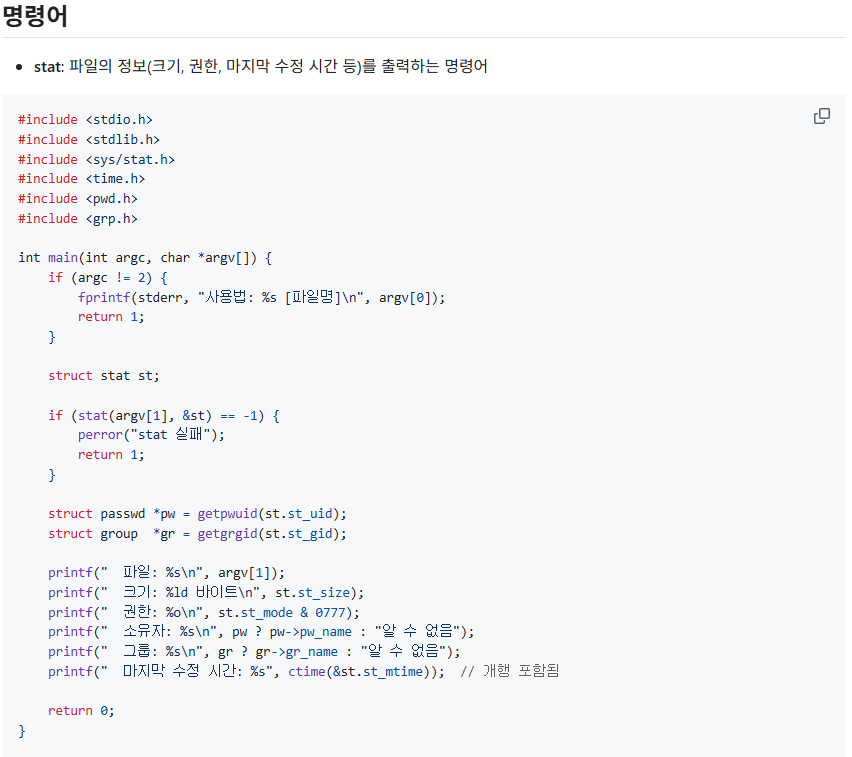 명령어
• stat: 파일의 정보(크기, 권한, 마지막 수정 시간 등)를 출력하는 명령어
#include <stdio.h>
#include <stdlib.h>
#include <sys/stat.h>
#include <time.h>
#include <pwd.h>
#include <grp.h>
int main(int argc, char *argv[]) {
    if (argc != 2) {
        fprintf(stderr, "사용법: %s [파일명]\n", argv[0]);
        return 1;
    }
    struct stat st;
    if (stat(argv[1], &st) == -1) {
        perror("stat 실패");
        return 1;
    }
    struct passwd *pw = getpwuid(st.st_uid);
    struct group  *gr = getgrgid(st.st_gid);
    printf("  파일: %s\n", argv[1]);
    printf("  크기: %ld 바이트\n", st.st_size);
    printf("  권한: %o\n", st.st_mode & 0777);
    printf("  소유자: %s\n", pw ? pw->pw_name : "알 수 없음");
    printf("  그룹: %s\n", gr ? gr->gr_name : "알 수 없음");
    printf("  마지막 수정 시간: %s", ctime(&st.st_mtime));  // 개행 포함됨
    return 0;
}